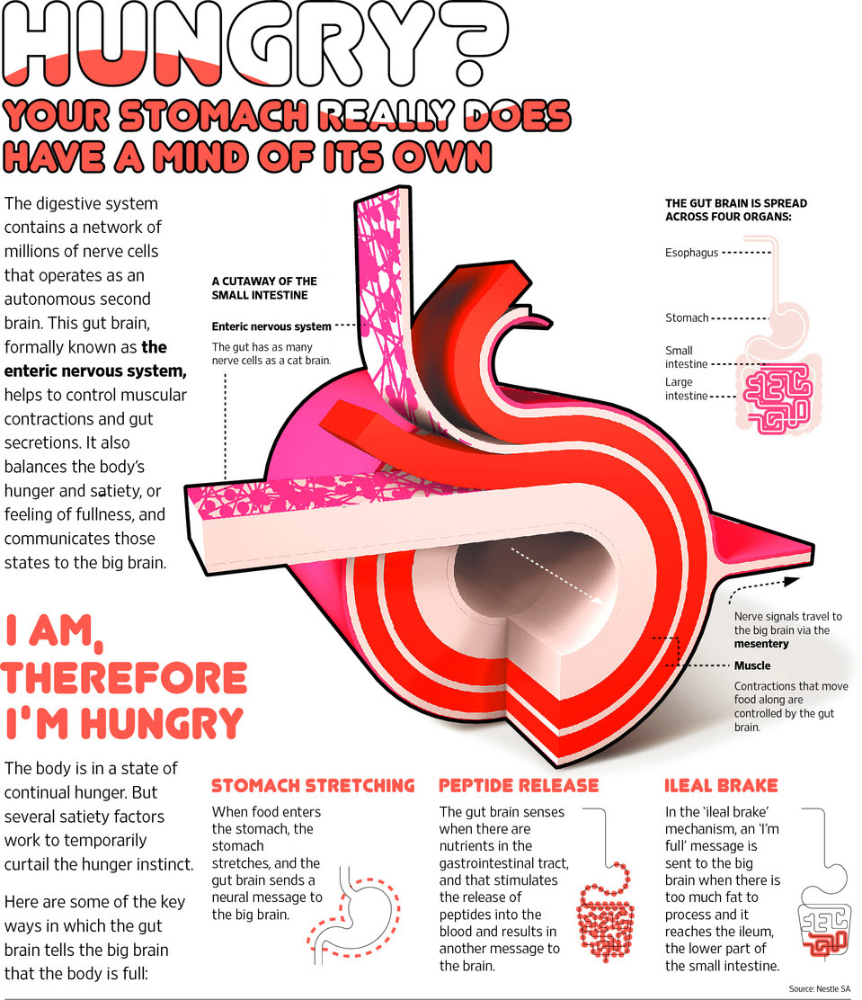 HUNGRY?
YOUR STOMACH REALLY DOES
HAVE A MIND OF ITS OWN
The digestive system
contains a network of
millions of nerve cells
that operates as an
autonomous second
brain. This gut brain,
formally known as the
enteric nervous system,
helps to control muscular
contractions and gut
secretions. It also
balances the body's
hunger and satiety, or
feeling of fullness, and
communicates those
states to the big brain.
A CUTAWAY OF THE
SMALL INTESTINE
Enteric nervous system
The gut has as many
nerve cells as a cat brain.
THE GUT BRAIN IS SPREAD
ACROSS FOUR ORGANS:
Esophagus
Stomach
Small
intestine
Large
intestine
Nerve signals travel to
the big brain via the
mesentery
Muscle
Contractions that move
food along are
controlled by the gut
brain.
I AM,
THEREFORE
I'M HUNGRY
The body is in a state of
continual hunger. But
several satiety factors
work to temporarily
curtail the hunger instinct.
Here are some of the key
ways in which the gut
brain tells the big brain
that the body is full:
STOMACH STRETCHING
When food enters
the stomach, the
stomach
stretches, and the
gut brain sends a
neural message to
the big brain.
PEPTIDE RELEASE
The gut brain senses
when there are
nutrients in the
gastrointestinal tract,
and that stimulates
the release of
peptides into the
blood and results in
another message to
the brain.
ILEAL BRAKE
In the 'ileal brake'
mechanism, an 'I'm
full' message is
sent to the big
brain when there is
too much fat to
process and it
reaches the ileum,
the lower part of
the small intestine.
Source: Nestle SA